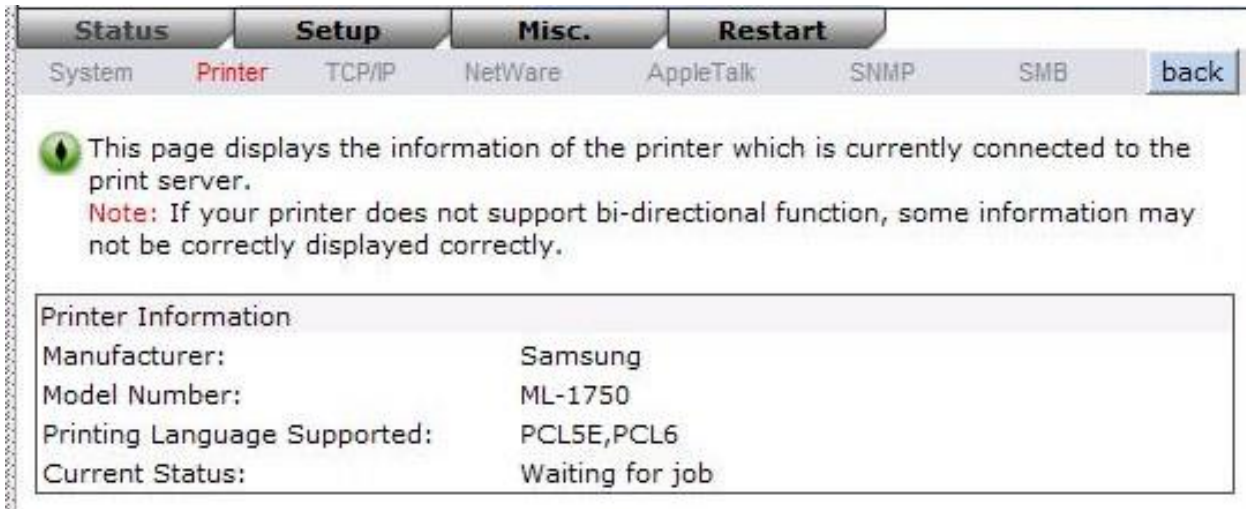 Status Setup Misc. Restart
System Printer TCP/IP NetWare AppleTalk SNMP SMB back
This page displays the information of the printer which is currently connected to the
print server.
Note: If your printer does not support bi-directional function, some information may
not be correctly displayed correctly.
Printer Information
Manufacturer: Samsung
Model Number: ML-1750
Printing Language Supported: PCL5E,PCL6
Current Status: Waiting for job